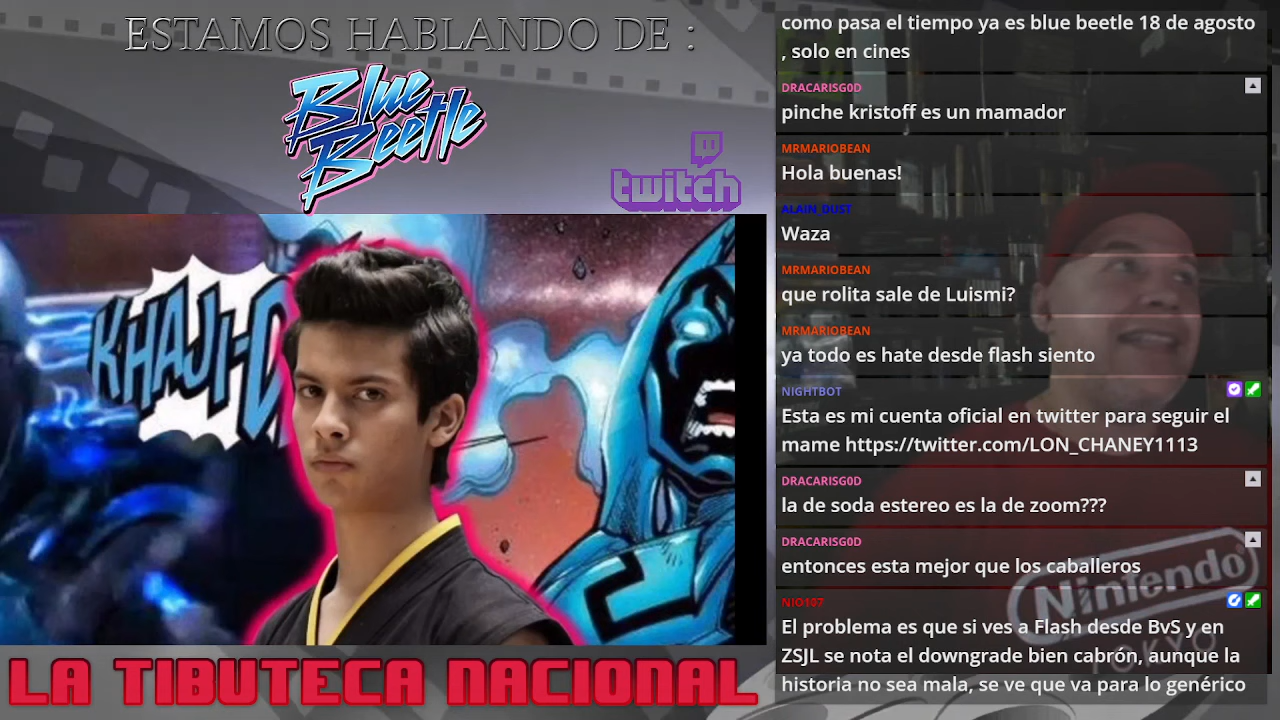 ESTAMOS HABLANDO DE :
Blue
Beetle
twitch
KHAJI-D
LA TIBUTECA NACIONAL
como pasa el tiempo ya es blue beetle 18 de agosto
, solo en cines
DRACARISG0D
pinche kristoff es un mamador
MRMARIOBEAN
Hola buenas!
ALAIN_DUST
Waza
MRMARIOBEAN
que rolita sale de Luismi?
MRMARIOBEAN
ya todo es hate desde flash siento
NIGHTBOT
Esta es mi cuenta oficial en twitter para seguir el
mame https://twitter.com/LON_CHANEY1113
DRACARISG0D
la de soda estereo es la de zoom???
DRACARISG0D
entonces esta mejor que los caballeros
NIO107
El problema es que si ves a Flash desde BvS y en
ZSJL se nota el downgrade bien cabrón, aunque la
historia no sea mala, se ve que va para lo genérico
Nintendo
TOKYO